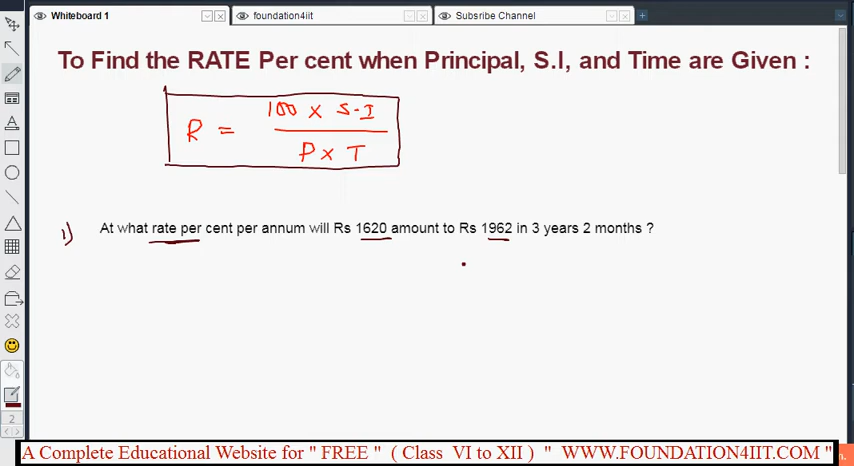 Whiteboard 1 foundation4iit Subsribe Channel
To Find the RATE Per cent when Principal, S.I, and Time are Given :
R = 100 x S.I
P x T
1) At what rate per cent per annum will Rs 1620 amount to Rs 1962 in 3 years 2 months ?
2
A Complete Educational Website for " FREE " ( Class VI to XII ) " WWW.FOUNDATION4IIT.COM "